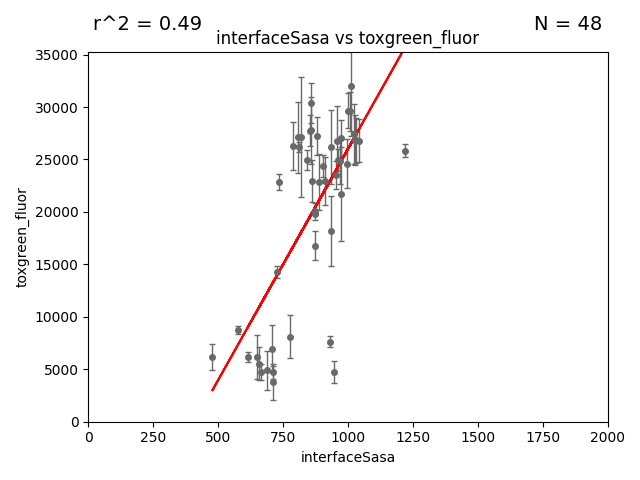 r^2 = 0.49
N = 48
interfaceSasa vs toxgreen_fluor
toxgreen_fluor
35000
30000
25000
20000
15000
10000
5000
0
0 250 500 750 1000 1250 1500 1750 2000
interfaceSasa